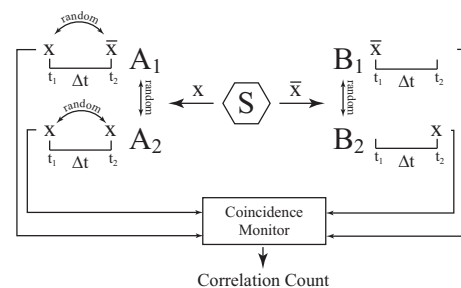 random
x x̅ A₁
t₁ Δt t₂
random
random
x x A₂
t₁ Δt t₂
x S x̅
x̅ B₁
t₁ Δt t₂
random
B₂ x
t₁ Δt t₂
Coincidence
Monitor
Correlation Count